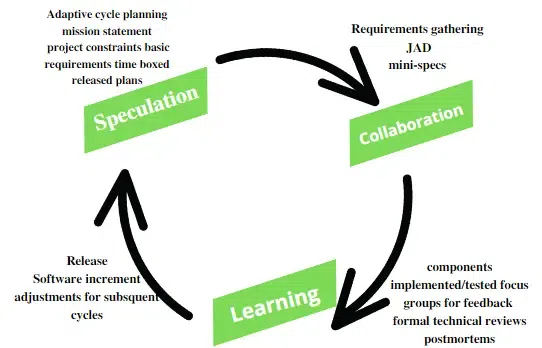 Adaptive cycle planning
mission statement
project constraints basic
requirements time boxed
released plans
Speculation
Requirements gathering
JAD
mini-specs
Collaboration
components
implemented/tested focus
groups for feedback
formal technical reviews
postmortems
Learning
Release
Software increment
adjustments for subsquent
cycles